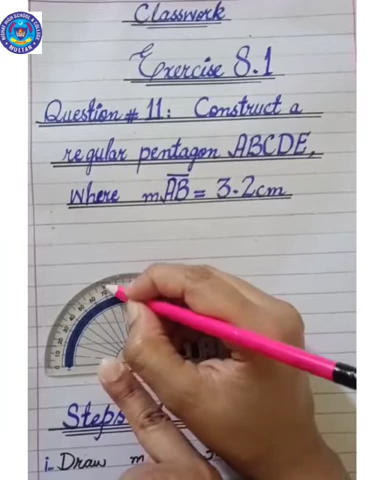 Classwork
Exercise 8.1
Question # 11: Construct a
regular pentagon ABCDE,
where mAB = 3.2cm
Steps
i- Draw m